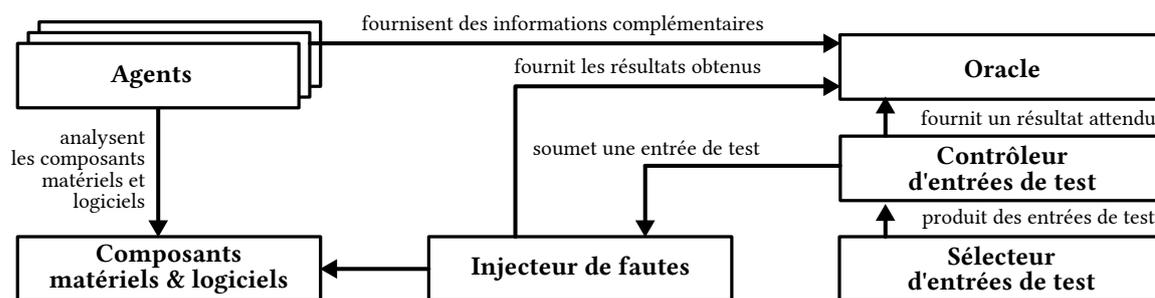 fournisent des informations complémentaires
Agents
fournit les résultats obtenus
Oracle
analysent
les composants
matériels et
logiciels
fournit un résultat attendu
soumet une entrée de test
Contrôleur
d'entrées de test
produit des entrées de test
Composants
matériels & logiciels
Injecteur de fautes
Sélecteur
d'entrées de test